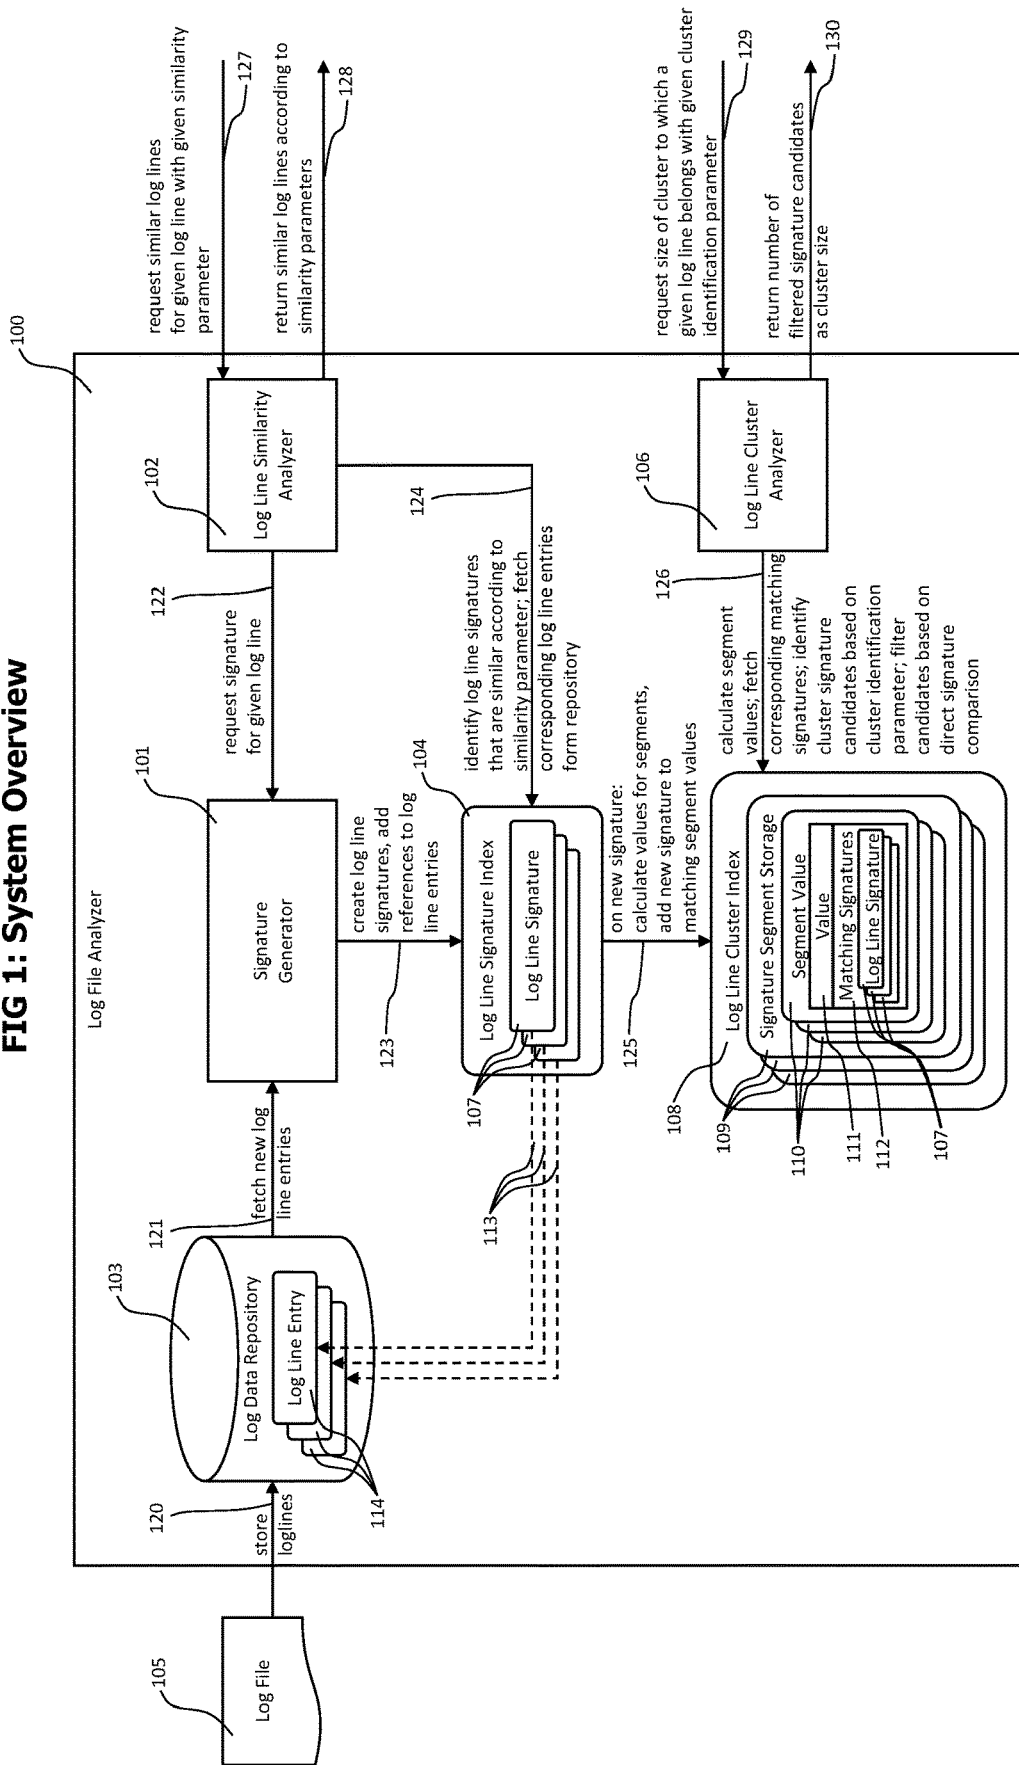 FIG 1: System Overview
100
Log File Analyzer
105
Log File
120
store
loglines
103
Log Data Repository
Log Line Entry
114
121
fetch new log
line entries
101
Signature
Generator
122
request signature
for given log line
102
Log Line Similarity
Analyzer
request similar log lines
for given log line with given similarity
parameter
127
return similar log lines according to
similarity parameters
128
123
create log line
signatures, add
references to log
line entries
124
identify log line signatures
that are similar according to
similarity parameter; fetch
corresponding log line entries
form repository
104
Log Line Signature Index
Log Line Signature
107
113
125
on new signature:
calculate values for segments,
add new signature to
matching segment values
108
Log Line Cluster Index
109
Signature Segment Storage
110
Segment Value
111
Value
112
Matching Signatures
107
Log Line Signature
126
calculate segment
values; fetch
corresponding matching
signatures; identify
cluster signature
candidates based on
cluster identification
parameter; filter
candidates based on
direct signature
comparison
106
Log Line Cluster
Analyzer
request size of cluster to which a
given log line belongs with given cluster
identification parameter
129
return number of
filtered signature candidates
as cluster size
130